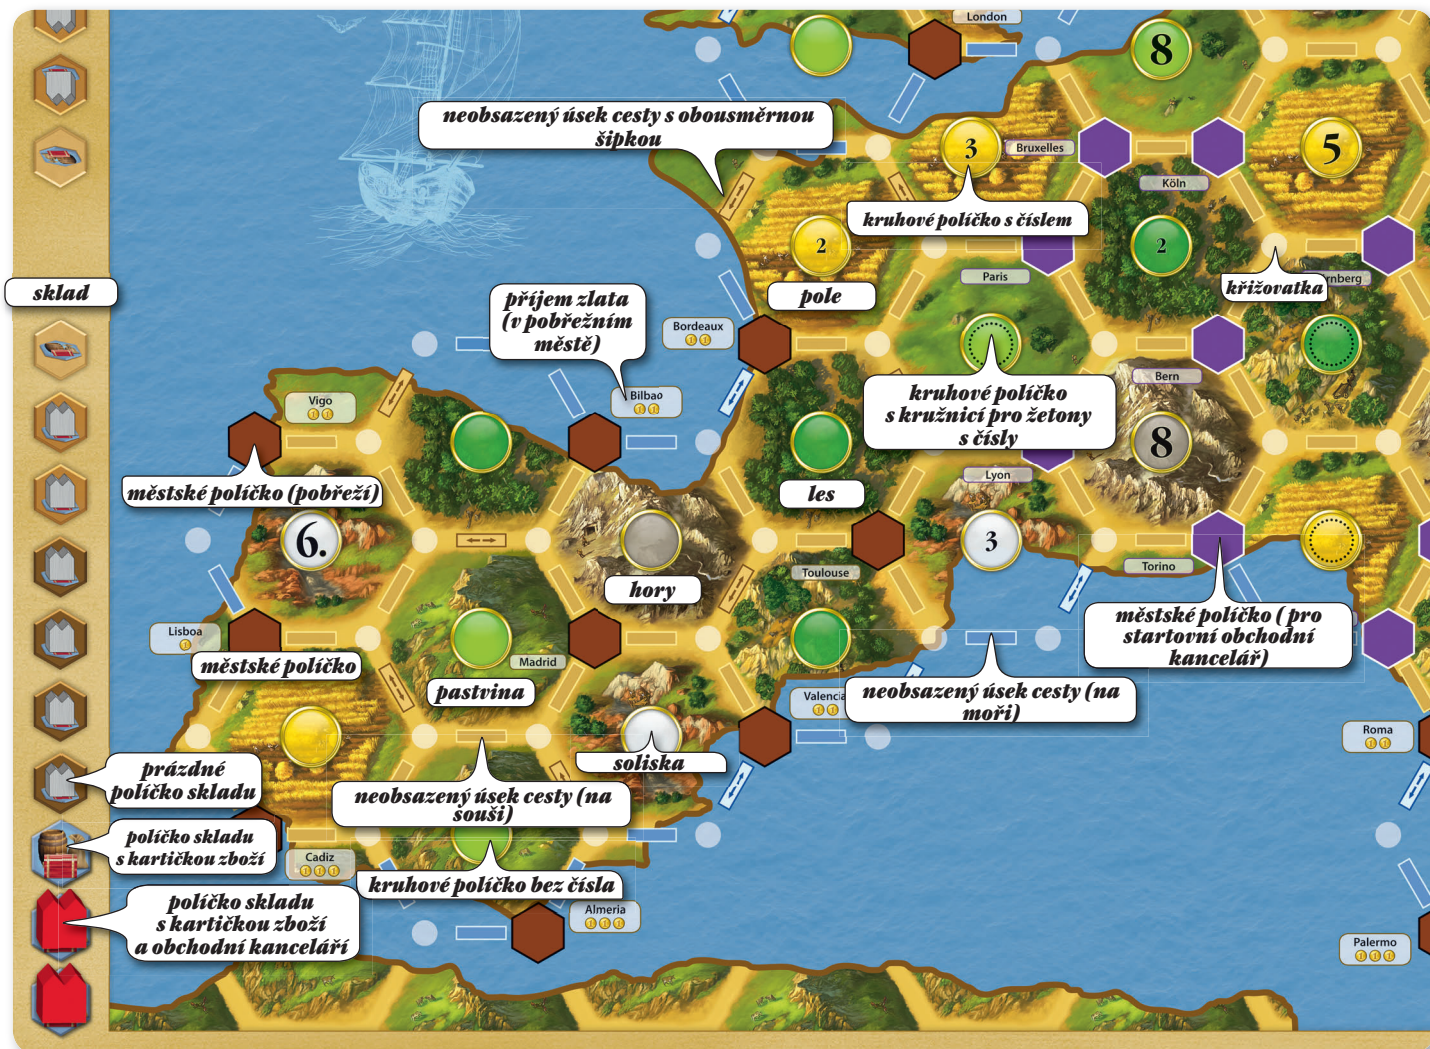 London
8
neobsazený úsek cesty s obousměrnou
šipkou
3
Bruxelles
5
Köln
kruhové políčko s číslem
2
2
Paris
sklad
pole
křižovatka
rnberg
příjem zlata
(v pobřežním
městě)
Bordeaux
Bern
kruhové políčko
s kružnicí pro žetony
s čísly
Vigo
Bilbao
8
městské políčko (pobřeží)
les
Lyon
6.
3
hory
Toulouse
Torino
městské políčko ( pro
startovní obchodní
kancelář)
Lisboa
městské políčko
Madrid
pastvina
neobsazený úsek cesty (na
moři)
Valencia
Roma
soliska
prázdné
políčko skladu
neobsazený úsek cesty (na
souši)
políčko skladu
s kartičkou zboží
Cadiz
kruhové políčko bez čísla
políčko skladu
s kartičkou zboží
a obchodní kanceláří
Almeria
Palermo